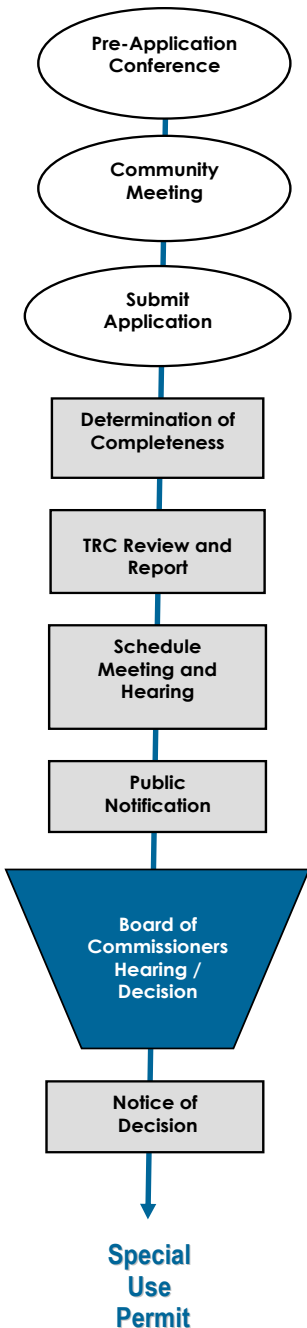 Pre-Application
Conference
Community
Meeting
Submit
Application
Determination of
Completeness
TRC Review and
Report
Schedule
Meeting and
Hearing
Public
Notification
Board of
Commissioners
Hearing /
Decision
Notice of
Decision
Special
Use
Permit